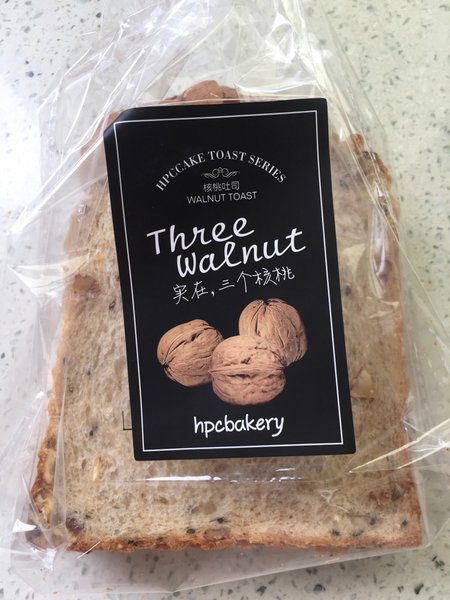 HPCCAKE TOAST SERIES
核桃吐司
WALNUT TOAST
Three
walnut
实在,三个核桃
hpcbakery